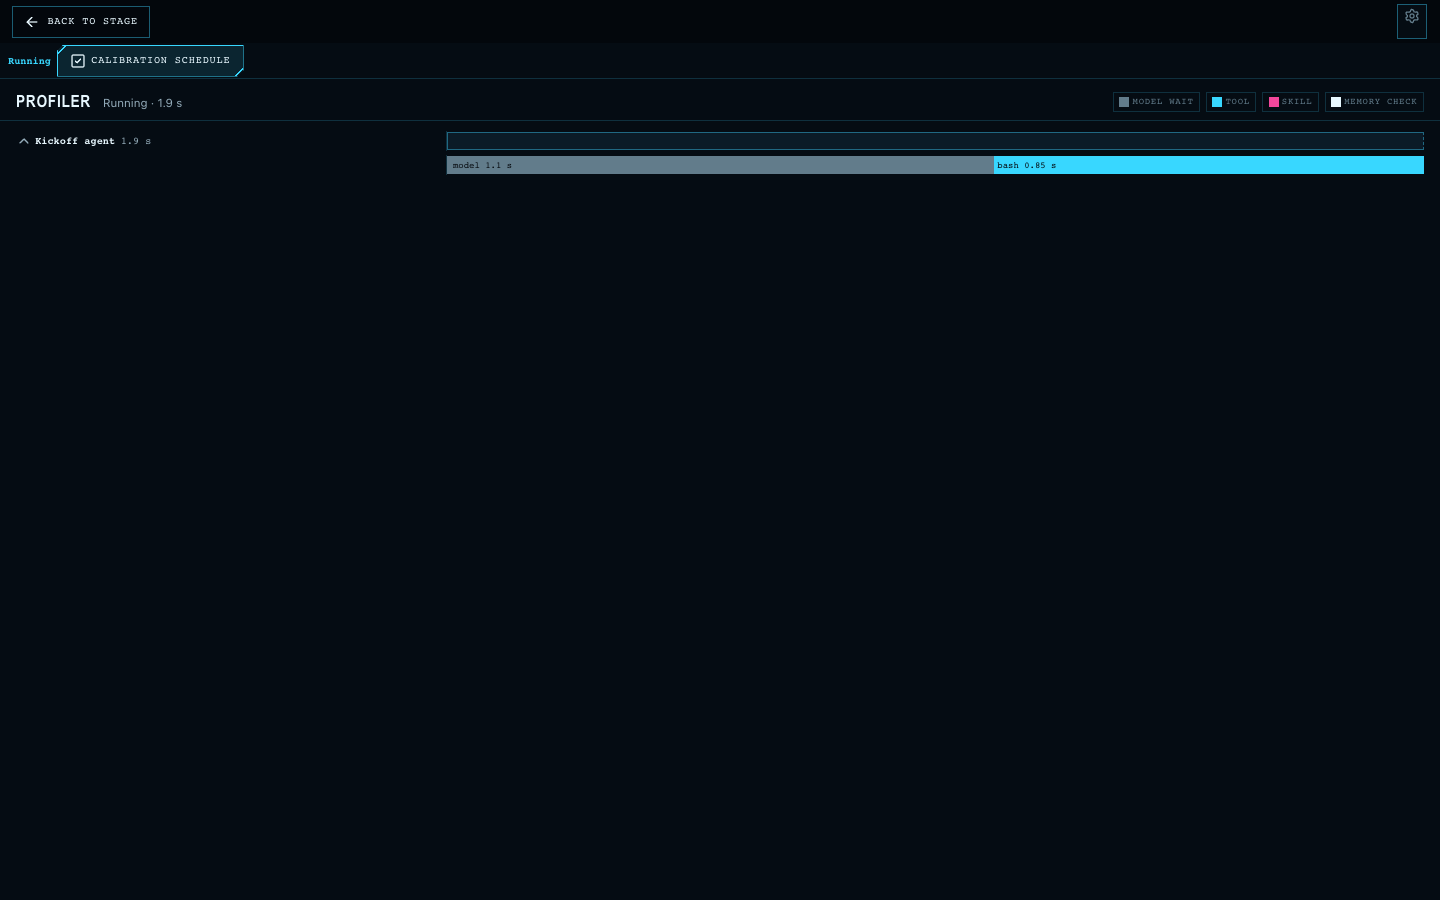 BACK TO STAGE
Running
CALIBRATION SCHEDULE
PROFILER
Running · 1.9 s
MODEL WAIT
TOOL
SKILL
MEMORY CHECK
Kickoff agent 1.9 s
model 1.1 s
bash 0.85 s